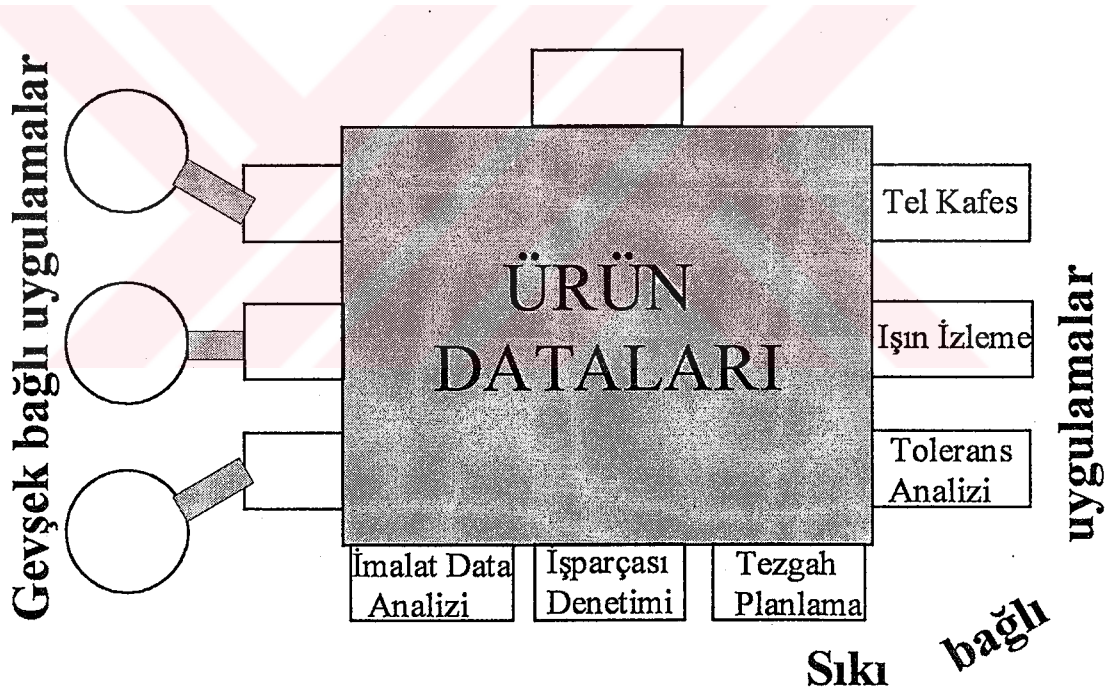 Gevşek bağlı uygulamalar
ÜRÜN
DATALARI
Tel Kafes
Işın İzleme
Tolerans
Analizi
İmalat Data
Analizi
İşparçası
Denetimi
Tezgah
Planlama
Sıkı
bağlı
uygulamalar